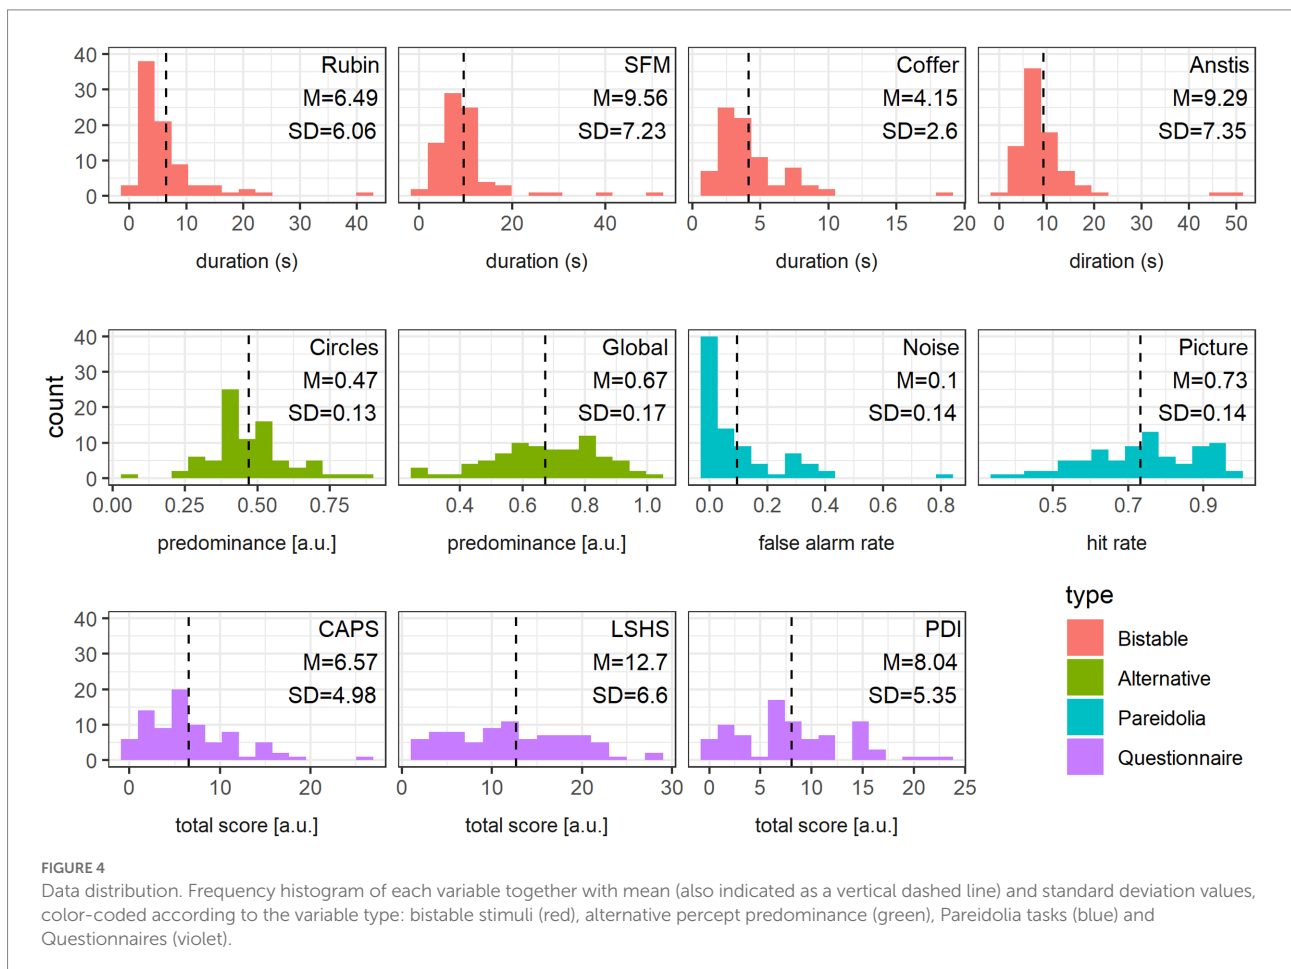 Rubin
M=6.49
SD=6.06
SFM
M=9.56
SD=7.23
Coffer
M=4.15
SD=2.6
Anstis
M=9.29
SD=7.35
40
30
20
10
0
0 10 20 30 40
0 20 40
0 5 10 15 20
0 10 20 30 40 50
duration (s)
duration (s)
duration (s)
diration (s)
Circles
M=0.47
SD=0.13
Global
M=0.67
SD=0.17
Noise
M=0.1
SD=0.14
Picture
M=0.73
SD=0.14
count
40
30
20
10
0
0.00 0.25 0.50 0.75
0.4 0.6 0.8 1.0
0.0 0.2 0.4 0.6 0.8
0.5 0.7 0.9
predominance [a.u.]
predominance [a.u.]
false alarm rate
hit rate
CAPS
M=6.57
SD=4.98
LSHS
M=12.7
SD=6.6
PDI
M=8.04
SD=5.35
40
30
20
10
0
0 10 20
0 10 20 30
0 5 10 15 20 25
total score [a.u.]
total score [a.u.]
total score [a.u.]
type
Bistable
Alternative
Pareidolia
Questionnaire
FIGURE 4
Data distribution. Frequency histogram of each variable together with mean (also indicated as a vertical dashed line) and standard deviation values,
color-coded according to the variable type: bistable stimuli (red), alternative percept predominance (green), Pareidolia tasks (blue) and
Questionnaires (violet).